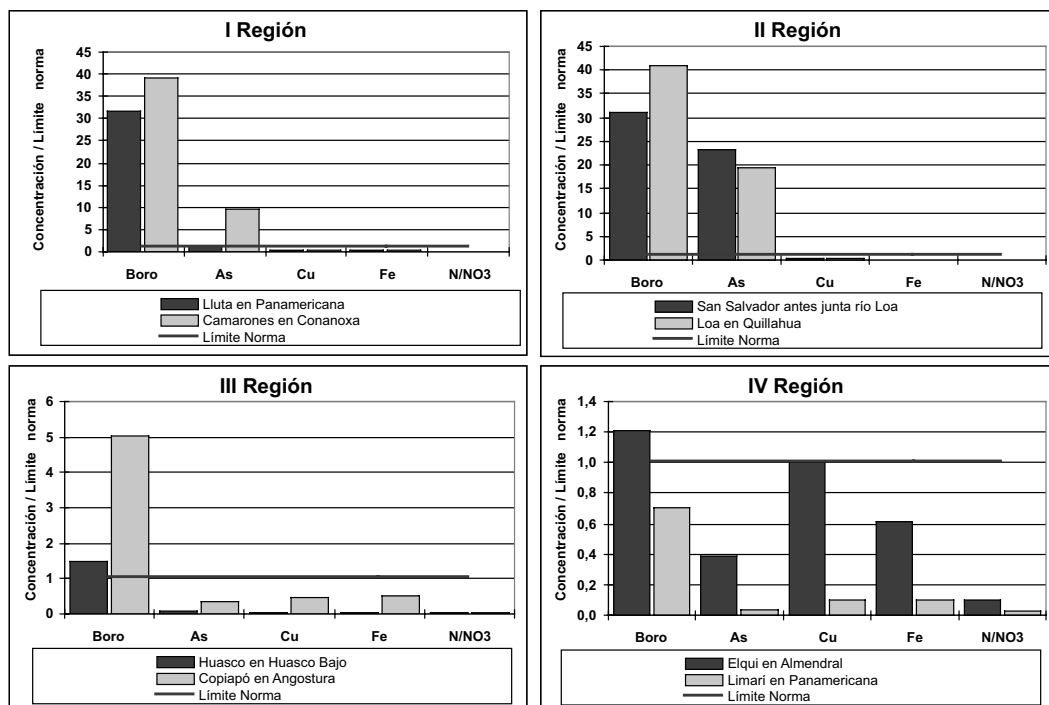 I Región
Concentración / Límite norma
45
40
35
30
25
20
15
10
5
0
Boro As Cu Fe N/NO3
Lluta en Panamericana
Camarones en Conanoxa
Límite Norma
II Región
Concentración / Límite norma
45
40
35
30
25
20
15
10
5
0
Boro As Cu Fe N/NO3
San Salvador antes junta río Loa
Loa en Quillahua
Límite Norma
III Región
Concentración / Límite norma
6
5
4
3
2
1
0
Boro As Cu Fe N/NO3
Huasco en Huasco Bajo
Copiapó en Angostura
Límite Norma
IV Región
Concentración / Límite norma
1,4
1,2
1,0
0,8
0,6
0,4
0,2
0,0
Boro As Cu Fe N/NO3
Elqui en Almendral
Limarí en Panamericana
Límite Norma